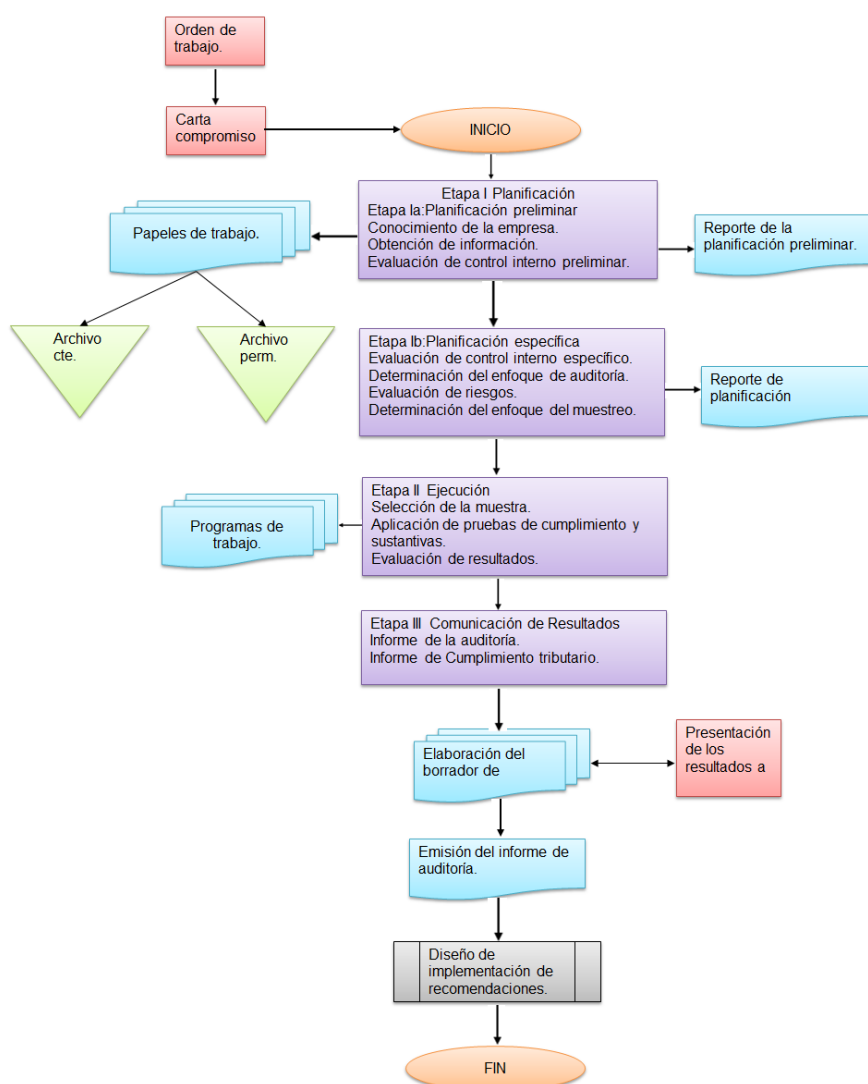 Orden de
trabajo.
Carta
compromiso
INICIO
Etapa I Planificación
Etapa Ia:Planificación preliminar
Conocimiento de la empresa.
Obtención de información.
Evaluación de control interno preliminar.
Papeles de trabajo.
Reporte de la
planificación preliminar.
Archivo
cte.
Archivo
perm.
Etapa Ib:Planificación específica
Evaluación de control interno específico.
Determinación del enfoque de auditoría.
Evaluación de riesgos.
Determinación del enfoque del muestreo.
Reporte de
planificación
Etapa II Ejecución
Selección de la muestra.
Aplicación de pruebas de cumplimiento y
sustantivas.
Evaluación de resultados.
Programas de
trabajo.
Etapa III Comunicación de Resultados
Informe de la auditoría.
Informe de Cumplimiento tributario.
Elaboración del
borrador de
Presentación
de los
resultados a
Emisión del informe de
auditoría.
Diseño de
implementación de
recomendaciones.
FIN